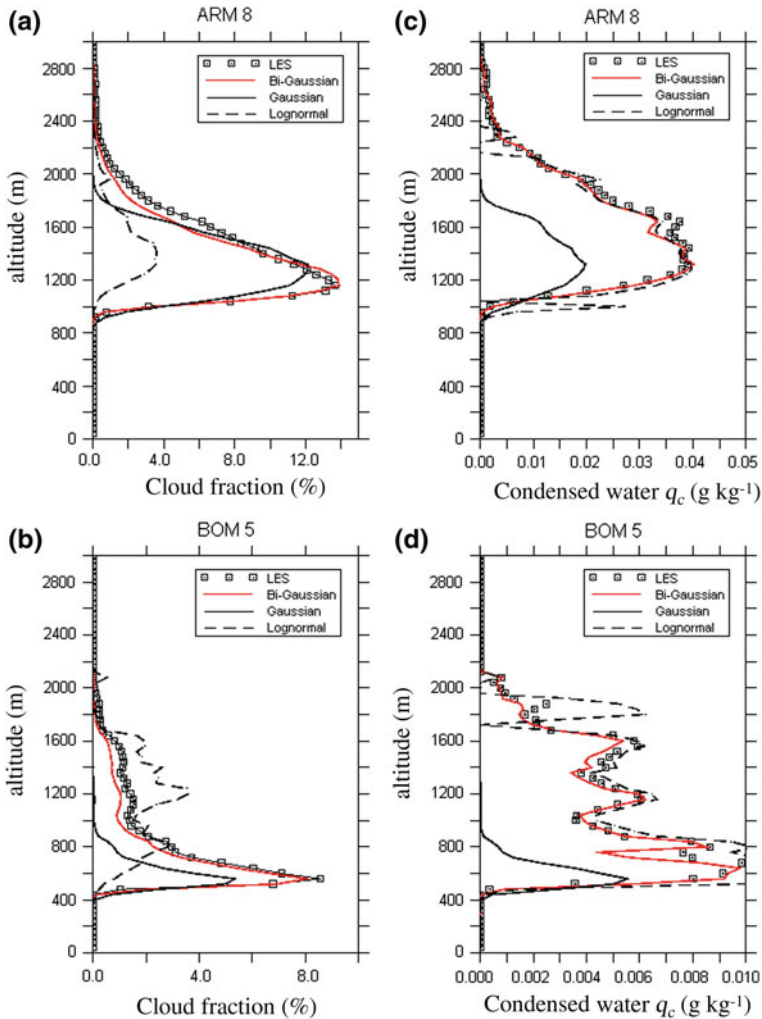 (a)
ARM 8
LES
Bi-Gaussian
Gaussian
Lognormal
2800
2400
2000
1600
1200
800
400
0
altitude (m)
0.0 4.0 8.0 12.0
Cloud fraction (%)
(c)
ARM 8
LES
Bi-Gaussian
Gaussian
Lognormal
2800
2400
2000
1600
1200
800
400
0
altitude (m)
0.00 0.01 0.02 0.03 0.04 0.05
Condensed water qc (g kg-1)
(b)
BOM 5
LES
Bi-Gaussian
Gaussian
Lognormal
2800
2400
2000
1600
1200
800
400
0
altitude (m)
0.0 4.0 8.0
Cloud fraction (%)
(d)
BOM 5
LES
Bi-Gaussian
Gaussian
Lognormal
2800
2400
2000
1600
1200
800
400
0
altitude (m)
0.000 0.002 0.004 0.006 0.008 0.010
Condensed water qc (g kg-1)